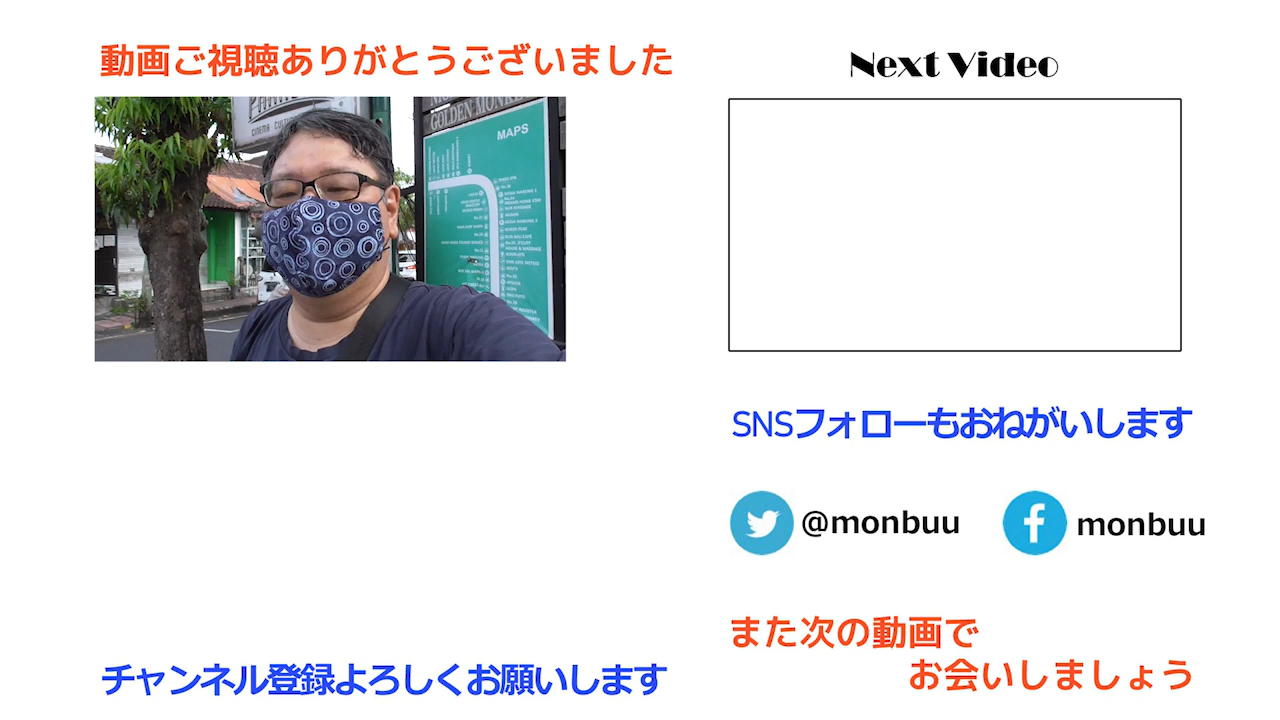 動画ご視聴ありがとうございました
GOLDEN MONKE
MAPS
チャンネル登録よろしくお願いします
Next Video
SNSフォローもおねがいします
@monbuu
monbuu
また次の動画で
お会いしましょう